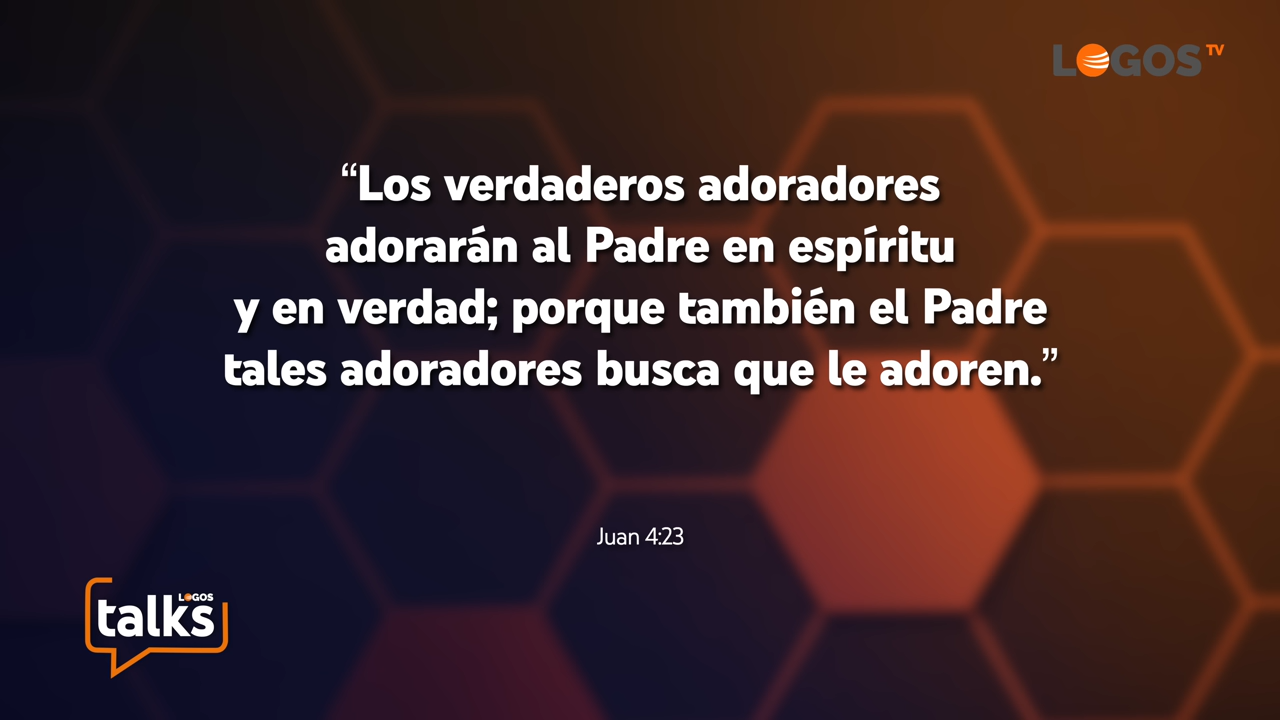 LOGOS TV
“Los verdaderos adoradores
adorarán al Padre en espíritu
y en verdad; porque también el Padre
tales adoradores busca que le adoren.”
Juan 4:23
LOGOS
talks